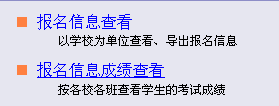 报名信息查看
以学校为单位查看、导出报名信息
报名信息成绩查看
按各校各班查看学生的考试成绩